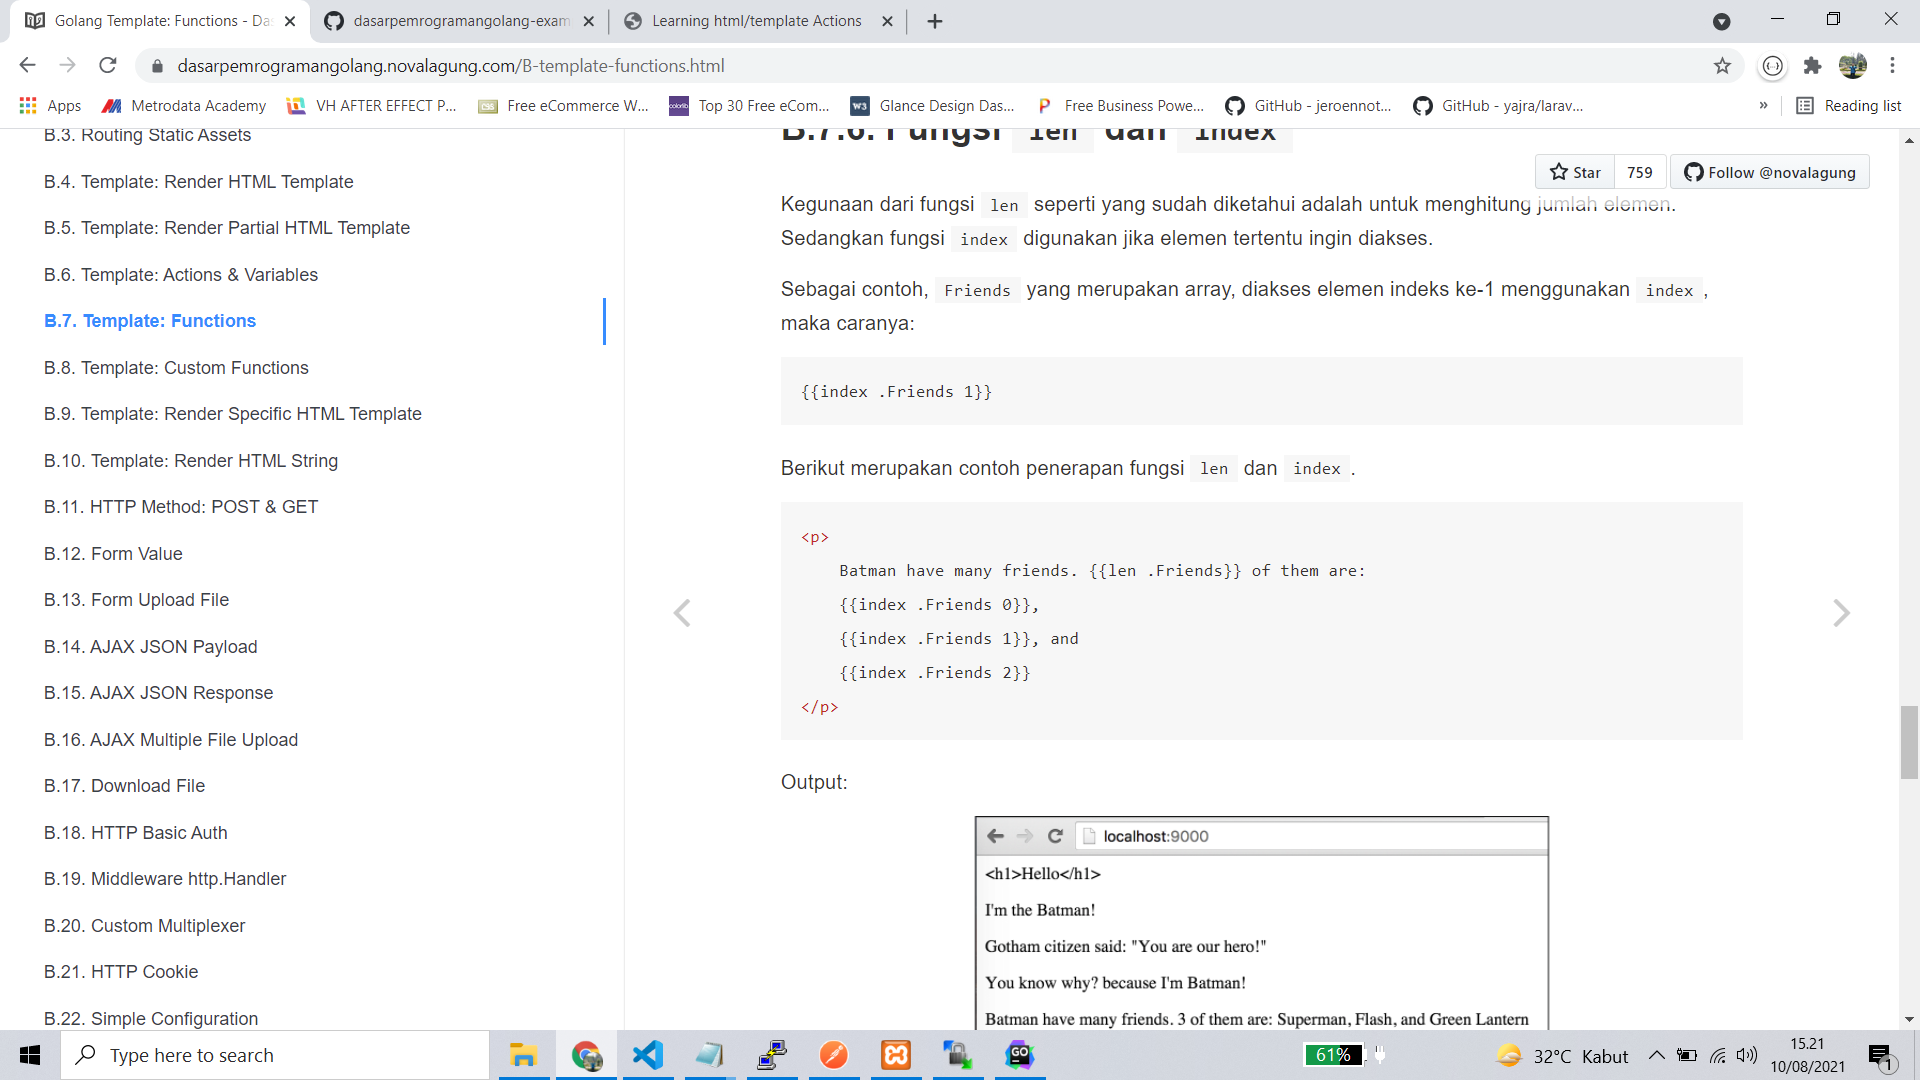 Golang Template: Functions - Da
dasarpemrogramangolang-exam
Learning html/template Actions
dasarpemrogramangolang.novalagung.com/B-template-functions.html
Apps
Metrodata Academy
VH AFTER EFFECT P...
Free eCommerce W...
Top 30 Free eCom...
Glance Design Das...
Free Business Powe...
GitHub - jeroennot...
GitHub - yajra/larav...
»
Reading list
B.3. Routing Static Assets
B.4. Template: Render HTML Template
B.5. Template: Render Partial HTML Template
B.6. Template: Actions & Variables
B.7. Template: Functions
B.8. Template: Custom Functions
B.9. Template: Render Specific HTML Template
B.10. Template: Render HTML String
B.11. HTTP Method: POST & GET
B.12. Form Value
B.13. Form Upload File
B.14. AJAX JSON Payload
B.15. AJAX JSON Response
B.16. AJAX Multiple File Upload
B.17. Download File
B.18. HTTP Basic Auth
B.19. Middleware http.Handler
B.20. Custom Multiplexer
B.21. HTTP Cookie
B.22. Simple Configuration
B.7.6. Fungsi len dan index
Star 759
Follow @novalagung
Kegunaan dari fungsi len seperti yang sudah diketahui adalah untuk menghitung jumlah elemen.
Sedangkan fungsi index digunakan jika elemen tertentu ingin diakses.
Sebagai contoh, Friends yang merupakan array, diakses elemen indeks ke-1 menggunakan index ,
maka caranya:
{{index .Friends 1}}
Berikut merupakan contoh penerapan fungsi len dan index .
<p>
Batman have many friends. {{len .Friends}} of them are:
{{index .Friends 0}},
{{index .Friends 1}}, and
{{index .Friends 2}}
</p>
Output:
localhost:9000
<h1>Hello</h1>
I'm the Batman!
Gotham citizen said: "You are our hero!"
You know why? because I'm Batman!
Batman have many friends. 3 of them are: Superman, Flash, and Green Lantern
Type here to search
GO
61%
32°C Kabut
15.21
10/08/2021
1